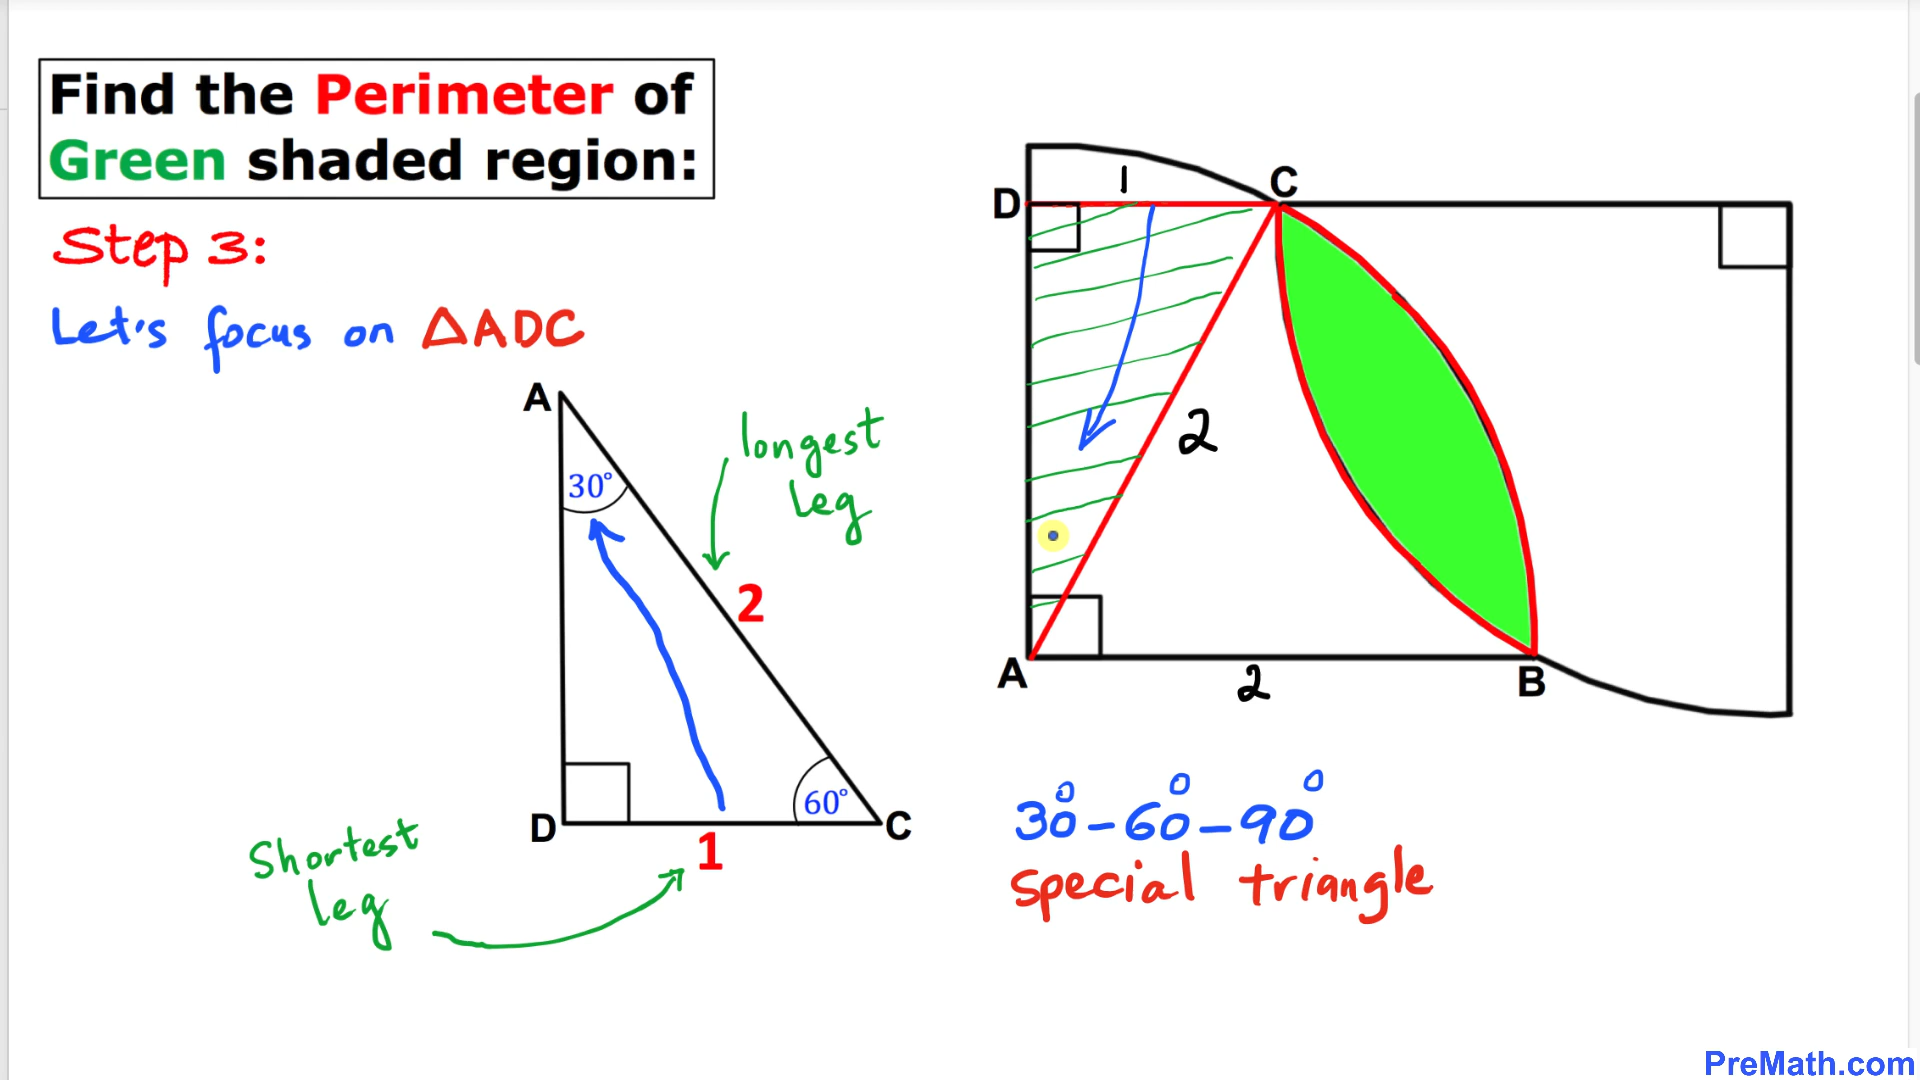 Find the Perimeter of
Green shaded region:
Step 3:
Let's focus on △ADC
A
30°
longest
Leg
2
60°
D
C
1
Shortest
Leg
1
D
C
2
A
2
B
30°-60°-90°
special triangle
PreMath.com